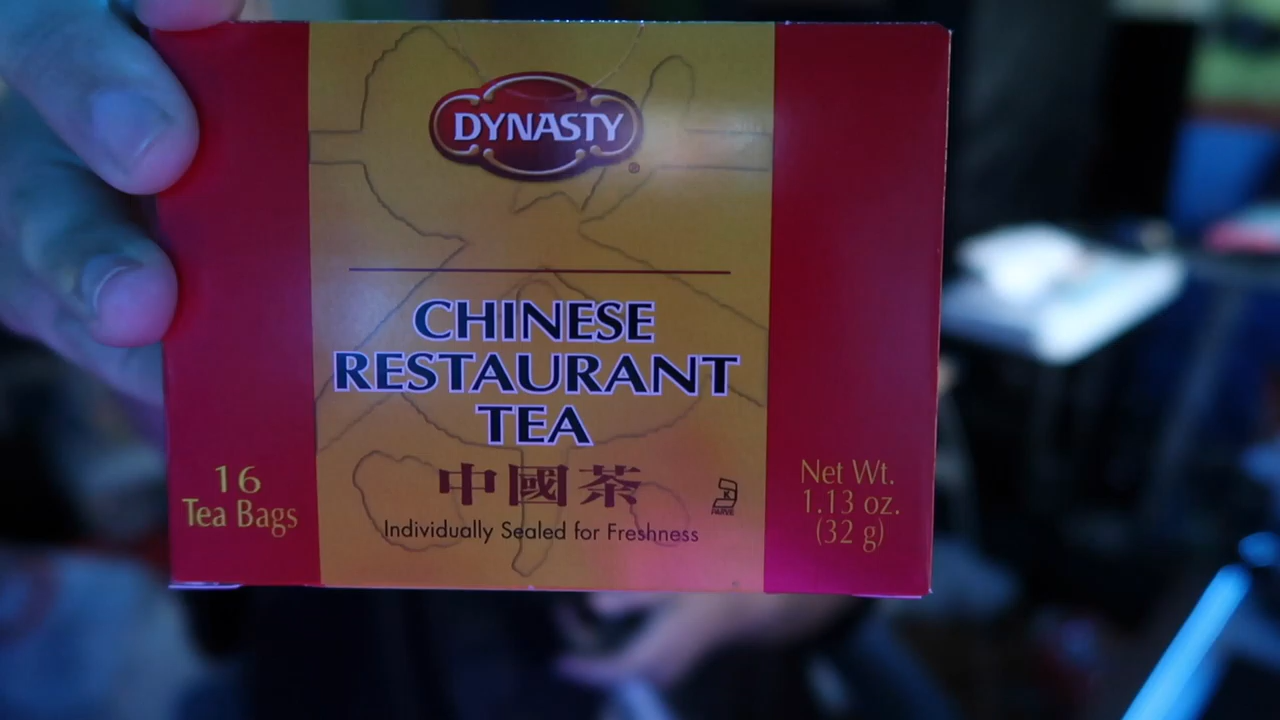 DYNASTY
®
CHINESE
RESTAURANT
TEA
中國茶
Individually Sealed for Freshness
K
PARVE
16
Tea Bags
Net Wt.
1.13 oz.
(32 g)